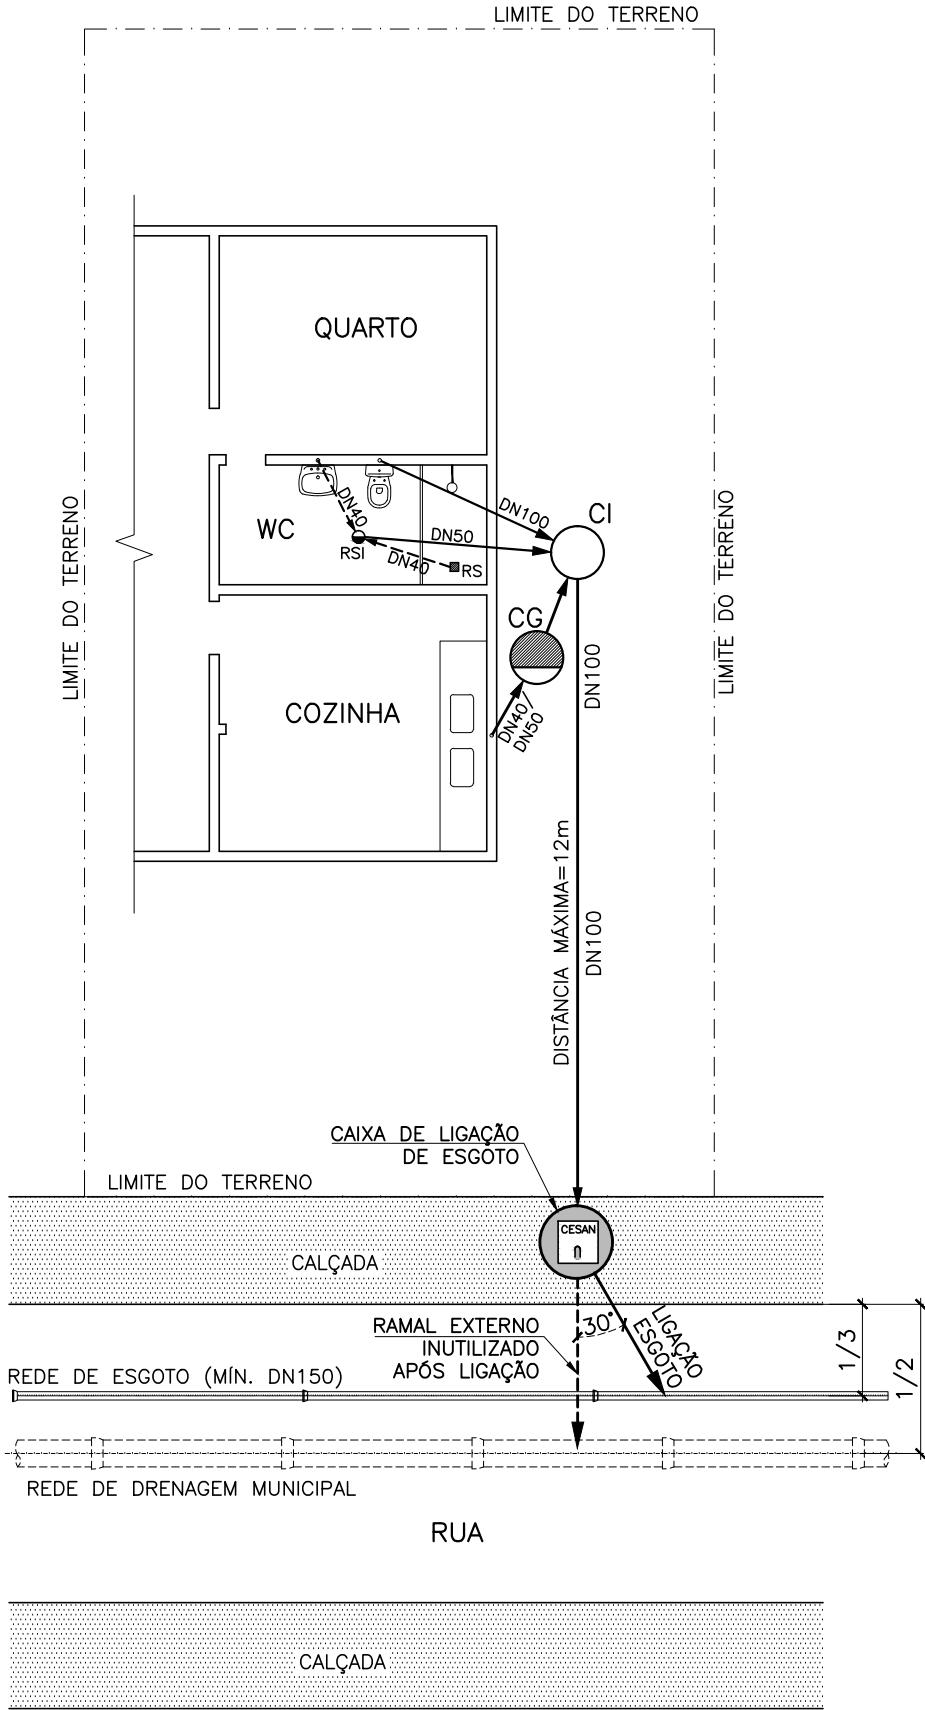 LIMITE DO TERRENO
QUARTO
LIMITE DO TERRENO
LIMITE DO TERRENO
WC
DN40
DN100
CI
DN50
RSI
DN40
RS
CG
COZINHA
DN40/
DN50
DN100
DISTÂNCIA MÁXIMA=12m
DN100
CAIXA DE LIGAÇÃO
DE ESGOTO
LIMITE DO TERRENO
CESAN
CALÇADA
RAMAL EXTERNO
INUTILIZADO
APÓS LIGAÇÃO
30°
LIGAÇÃO
ESGOTO
1/3
1/2
REDE DE ESGOTO (MÍN. DN150)
REDE DE DRENAGEM MUNICIPAL
RUA
CALÇADA